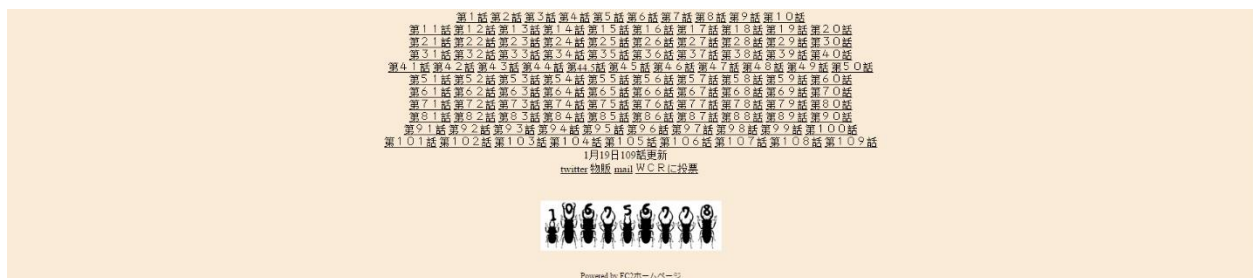 第１話 第２話 第３話 第４話 第５話 第６話 第７話 第８話 第９話 第１０話
第１１話 第１２話 第１３話 第１４話 第１５話 第１６話 第１７話 第１８話 第１９話 第２０話
第２１話 第２２話 第２３話 第２４話 第２５話 第２６話 第２７話 第２８話 第２９話 第３０話
第３１話 第３２話 第３３話 第３４話 第３５話 第３６話 第３７話 第３８話 第３９話 第４０話
第４１話 第４２話 第４３話 第４４話 第44.5話 第４５話 第４６話 第４７話 第４８話 第４９話 第５０話
第５１話 第５２話 第５３話 第５４話 第５５話 第５６話 第５７話 第５８話 第５９話 第６０話
第６１話 第６２話 第６３話 第６４話 第６５話 第６６話 第６７話 第６８話 第６９話 第７０話
第７１話 第７２話 第７３話 第７４話 第７５話 第７６話 第７７話 第７８話 第７９話 第８０話
第８１話 第８２話 第８３話 第８４話 第８５話 第８６話 第８７話 第８８話 第８９話 第９０話
第９１話 第９２話 第９３話 第９４話 第９５話 第９６話 第９７話 第９８話 第９９話 第１００話
第１０１話 第１０２話 第１０３話 第１０４話 第１０５話 第１０６話 第１０７話 第１０８話 第１０９話
1月19日109話更新
twitter 物販 mail ＷＣＲに投票
106756778
Powered by FC2ホームページ